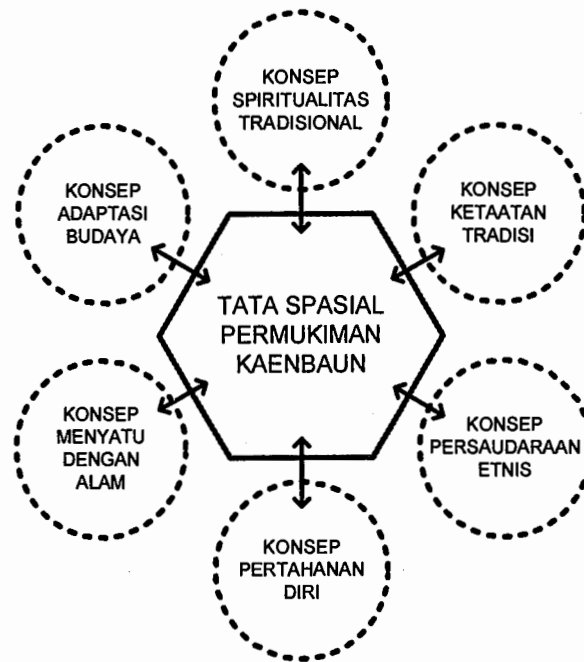 KONSEP
SPIRITUALITAS
TRADISIONAL
KONSEP
ADAPTASI
BUDAYA
KONSEP
KETAATAN
TRADISI
TATA SPASIAL
PERMUKIMAN
KAENBAUN
KONSEP
MENYATU
DENGAN
ALAM
KONSEP
PERSAUDARAAN
ETNIS
KONSEP
PERTAHANAN
DIRI